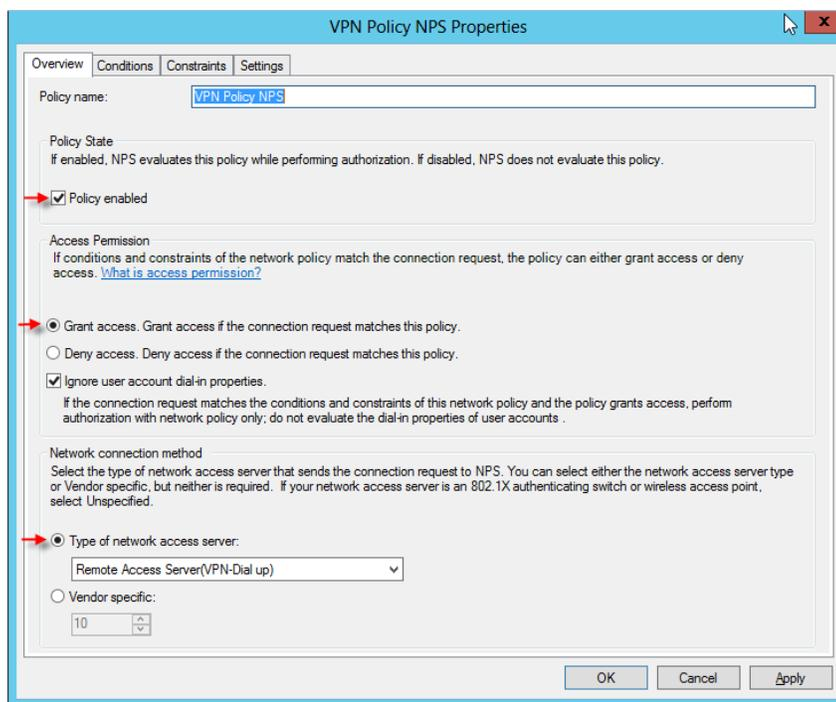 VPN Policy NPS Properties
x
Overview Conditions Constraints Settings
Policy name: VPN Policy NPS
Policy State
If enabled, NPS evaluates this policy while performing authorization. If disabled, NPS does not evaluate this policy.
Policy enabled
Access Permission
If conditions and constraints of the network policy match the connection request, the policy can either grant access or deny
access. What is access permission?
Grant access. Grant access if the connection request matches this policy.
Deny access. Deny access if the connection request matches this policy.
Ignore user account dial-in properties.
If the connection request matches the conditions and constraints of this network policy and the policy grants access, perform
authorization with network policy only; do not evaluate the dial-in properties of user accounts .
Network connection method
Select the type of network access server that sends the connection request to NPS. You can select either the network access server type
or Vendor specific, but neither is required. If your network access server is an 802.1X authenticating switch or wireless access point,
select Unspecified.
Type of network access server:
Remote Access Server(VPN-Dial up)
Vendor specific:
10
OK Cancel Apply